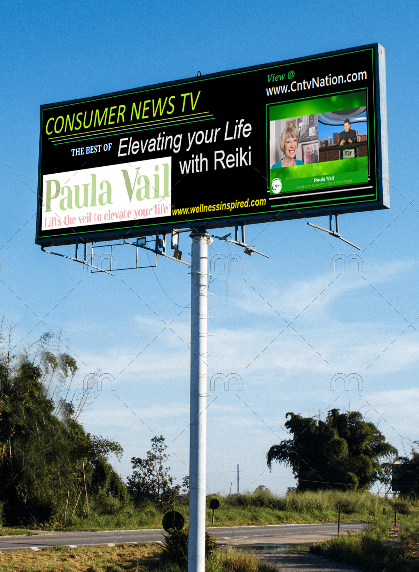 CONSUMER NEWS TV
THE BEST OF Elevating your Life
with Reiki
Páula Vail
Lift's the veil to elevate your life
www.wellnessinspired.com
View @
www.CntvNation.com
Paula Vail